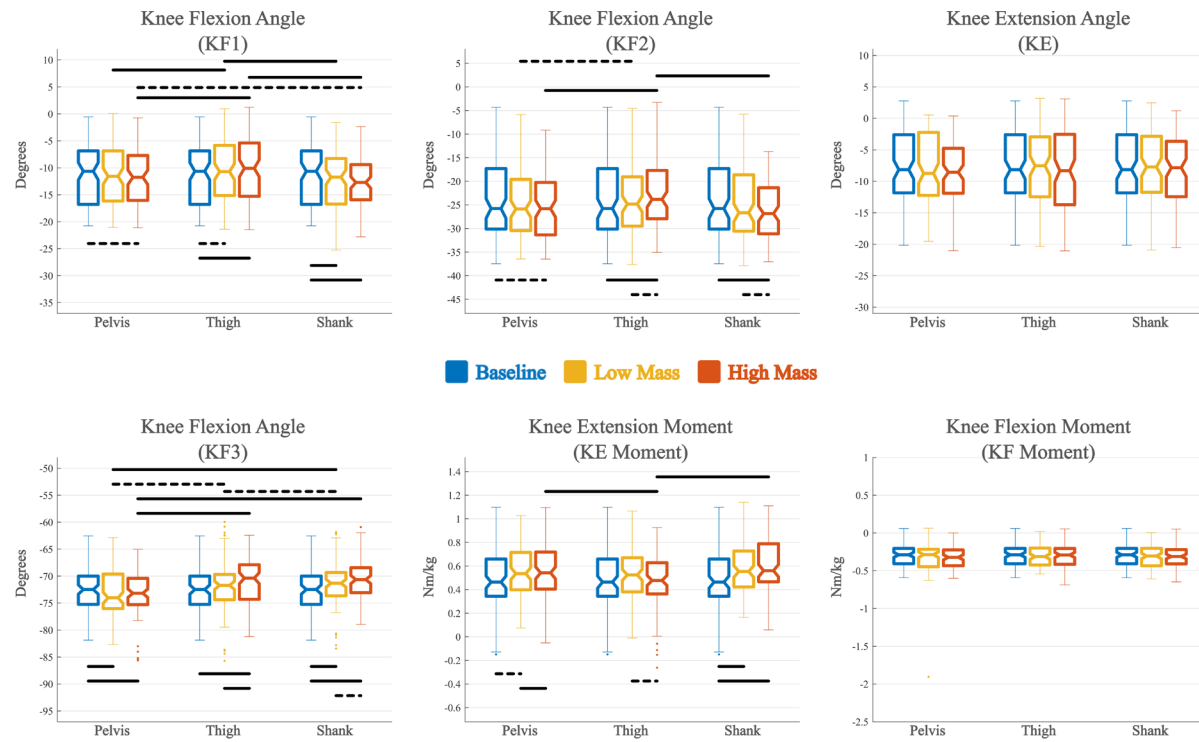 Knee Flexion Angle
(KF1)
Degrees
10
5
0
-5
-10
-15
-20
-25
-30
-35
Pelvis
Thigh
Shank
Knee Flexion Angle
(KF2)
Degrees
5
0
-5
-10
-15
-20
-25
-30
-35
-40
-45
Pelvis
Thigh
Shank
Knee Extension Angle
(KE)
Degrees
10
5
0
-5
-10
-15
-20
-25
-30
Pelvis
Thigh
Shank
Baseline Low Mass High Mass
Knee Flexion Angle
(KF3)
Degrees
-50
-55
-60
-65
-70
-75
-80
-85
-90
-95
Pelvis
Thigh
Shank
Knee Extension Moment
(KE Moment)
Nm/kg
1.4
1.2
1
0.8
0.6
0.4
0.2
0
-0.2
-0.4
-0.6
Pelvis
Thigh
Shank
Knee Flexion Moment
(KF Moment)
Nm/kg
1
0.5
0
-0.5
-1
-1.5
-2
-2.5
Pelvis
Thigh
Shank